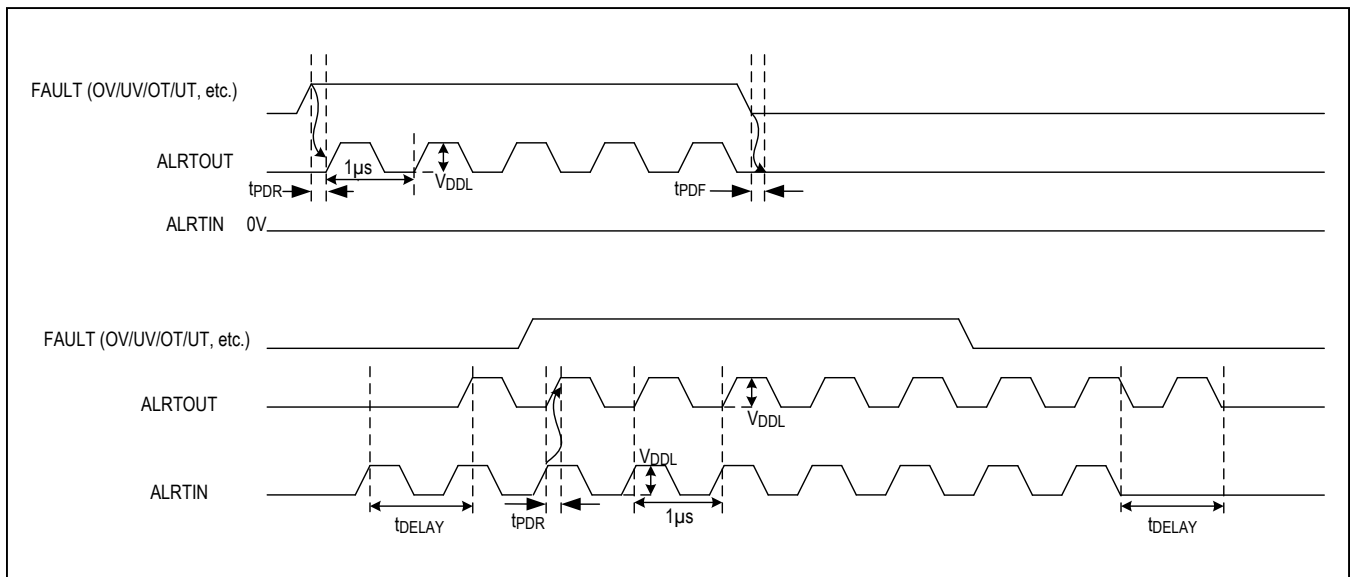 FAULT (OV/UV/OT/UT, etc.)
ALRTOUT
1µs
VDDL
tPDR
tPDF
ALRTIN 0V
FAULT (OV/UV/OT/UT, etc.)
ALRTOUT
VDDL
VDDL
ALRTIN
tDELAY
tPDR
1µs
tDELAY